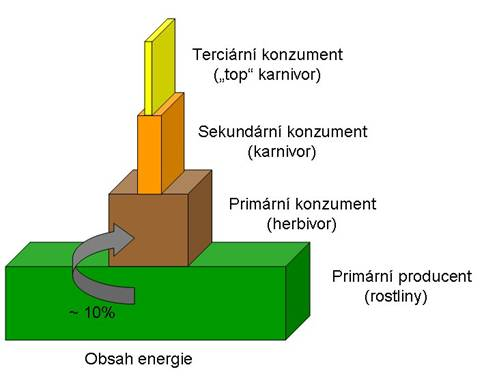 Terciární konzument
(„top“ karnivor)
Sekundární konzument
(karnivor)
Primární konzument
(herbivor)
Primární producent
(rostliny)
~ 10%
Obsah energie